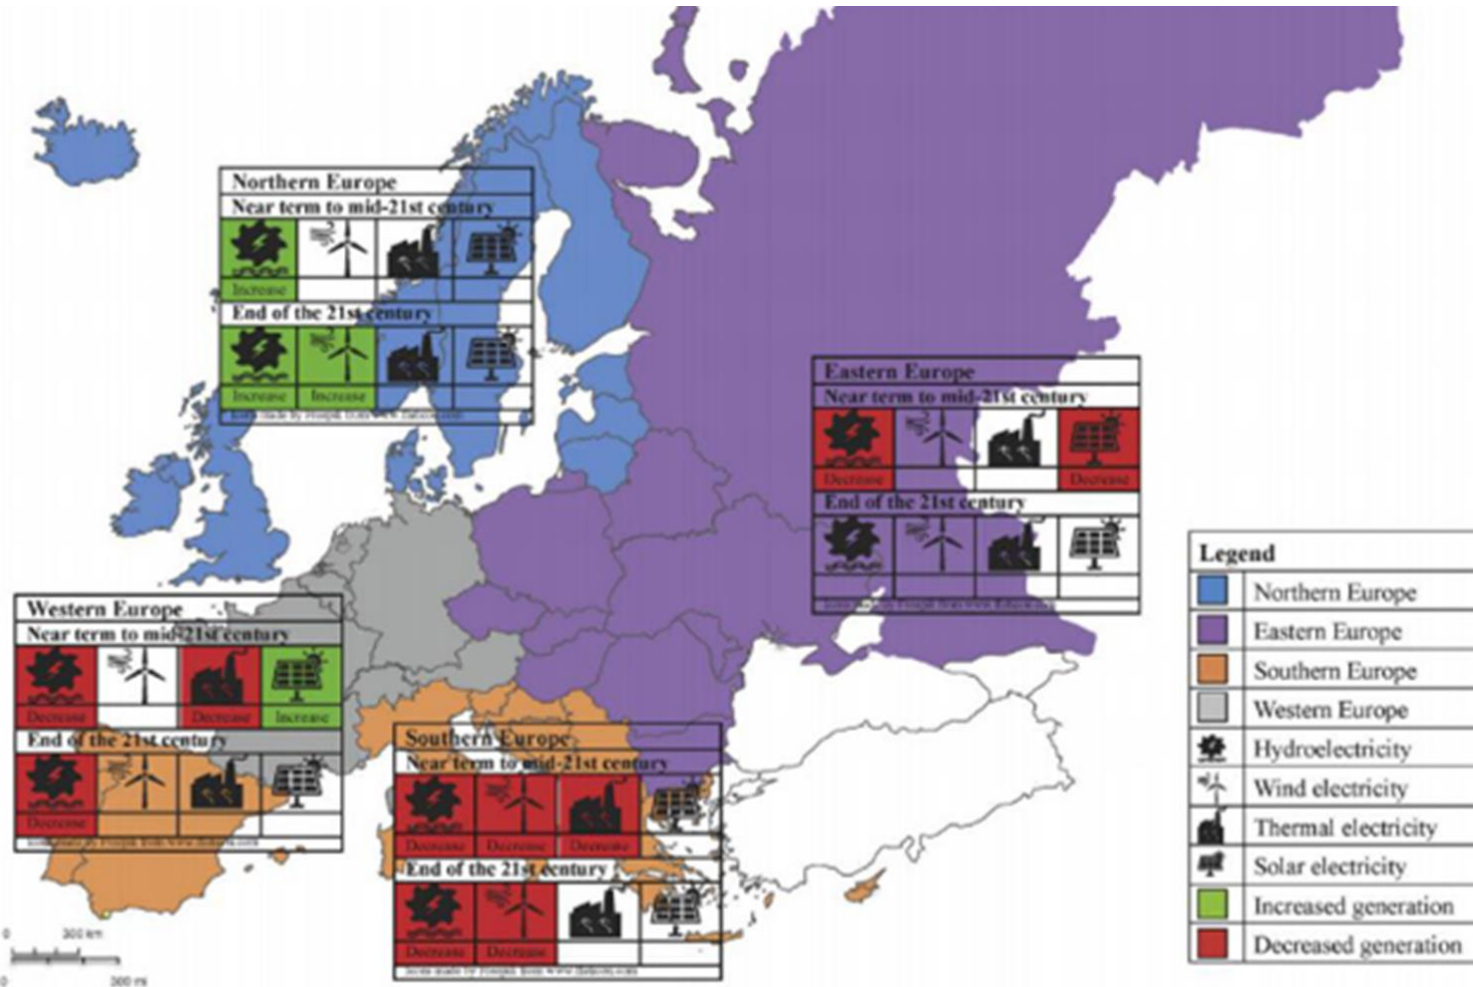 Northern Europe
Near term to mid-21st century
Increase
End of the 21st century
Increase Increase
Eastern Europe
Near term to mid-21st century
Decrease Decrease
End of the 21st century
Western Europe
Near term to mid-21st century
Decrease Decrease Increase
End of the 21st century
Decrease
Southern Europe
Near term to mid-21st century
Decrease Decrease Decrease
End of the 21st century
Decrease Decrease
Legend
Northern Europe
Eastern Europe
Southern Europe
Western Europe
Hydroelectricity
Wind electricity
Thermal electricity
Solar electricity
Increased generation
Decreased generation
0 300 km
0 300 mi